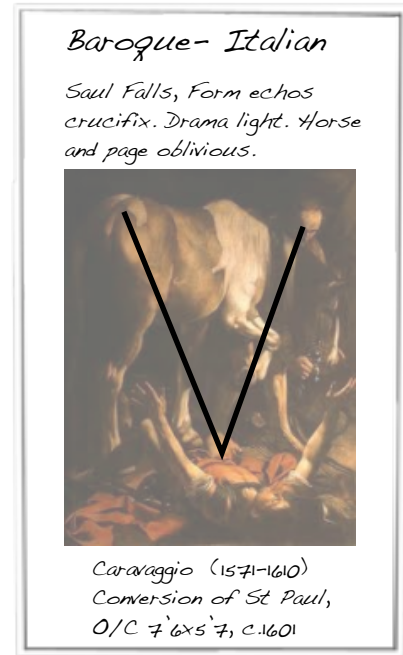 Baroque- Italian
Saul Falls, Form echos
crucifix. Drama light. Horse
and page oblivious.
Caravaggio (1571-1610)
Conversion of St Paul,
O/C 7'6x5'7, c.1601